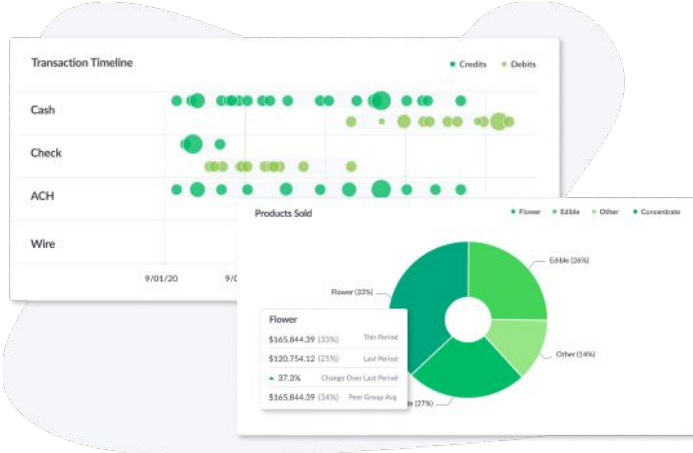 Transaction Timeline
Credits
Debits
Cash
Check
ACH
Wire
9/01/20
Products Sold
Flower
Edible
Other
Concentrate
Edible (26%)
Flower (33%)
Other (14%)
(27%)
Flower
$165,844.39 (33%) This Period
$120,754.12 (25%) Last Period
37.3% Change Over Last Period
$165,844.39 (34%) Peer Group Avg